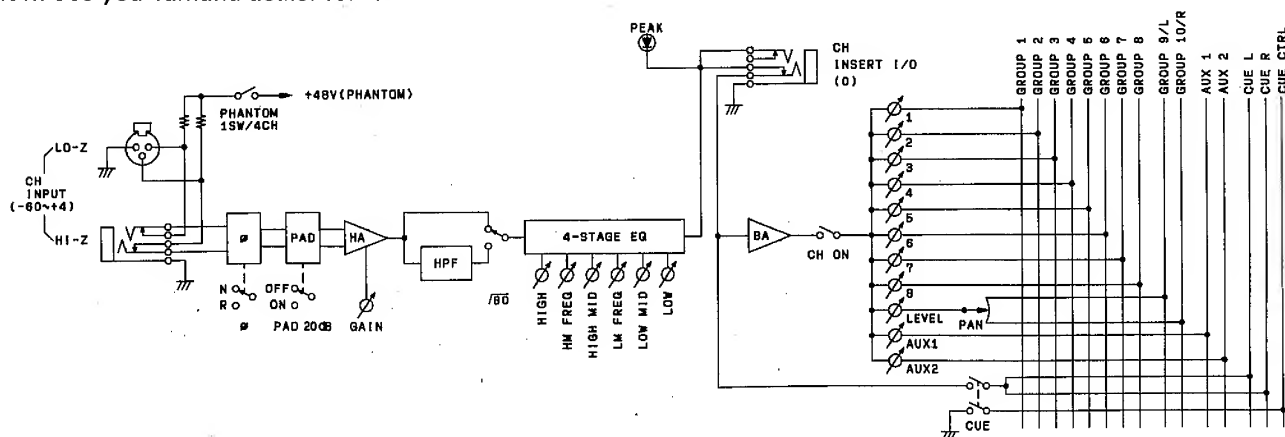 PEAK
CH
INSERT I/O
(0)
GROUP 1
GROUP 2
GROUP 3
GROUP 4
GROUP 5
GROUP 6
GROUP 7
GROUP 8
GROUP 9/L
GROUP 10/R
AUX 1
AUX 2
CUE L
CUE R
CUE CTRL
+48V(PHANTOM)
PHANTOM
1SW/4CH
LO-Z
CH
INPUT
(-60~+4)
HI-Z
ø
PAD
HA
HPF
4-STAGE EQ
BA
CH ON
N
R
ø
OFF
ON
PAD 20dB
GAIN
80
HIGH
HM FREQ
HIGH MID
LM FREQ
LOW MID
LOW
1
2
3
4
5
6
7
8
LEVEL
PAN
AUX1
AUX2
CUE